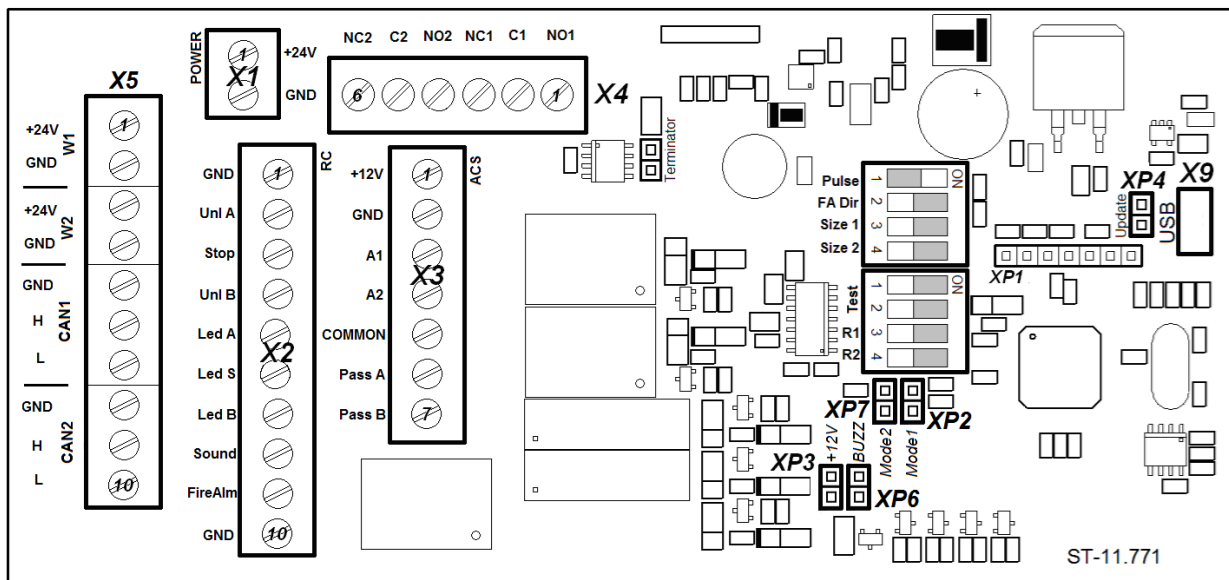 X5
+24V
GND
W1
+24V
GND
W2
GND
H
L
CAN1
GND
H
L
CAN2
1
10
POWER
X1
1
+24V
GND
NC2 C2 NO2 NC1 C1 NO1
6 1
X4
RC
X2
GND 1
Unl A
Stop
Unl B
Led A
Led S
Led B
Sound
FireAlm
GND 10
ACS
X3
+12V 1
GND
A1
A2
COMMON
Pass A
Pass B 7
Terminator
+
Pulse 1 ON
FA Dir 2
Size 1 3
Size 2 4
Test
1 ON
2
R1 3
R2 4
XP7
XP2
Mode2
Mode1
XP3
+12V
BUZZ
XP6
XP1
XP4
Update
X9
USB
ST-11.771